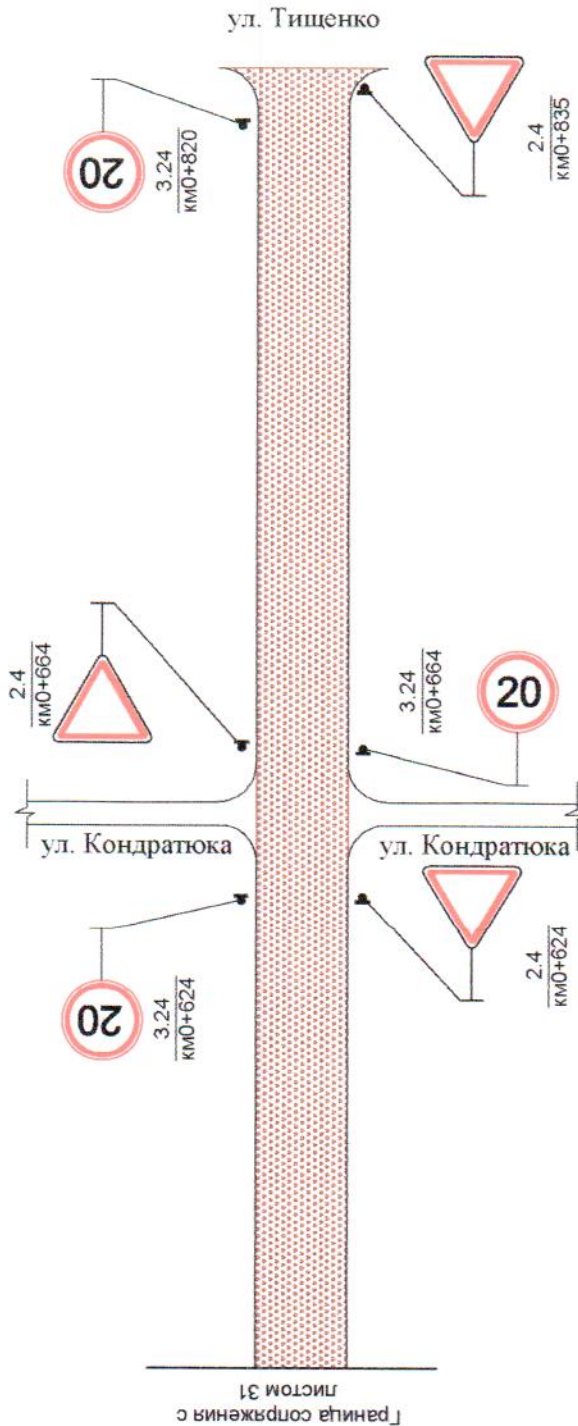 ул. Тищенко
20
3.24
км0+820
2.4
км0+835
2.4
км0+664
3.24
км0+664
20
ул. Кондратюка
ул. Кондратюка
20
3.24
км0+624
2.4
км0+624
Граница сопряжения с
листом 31